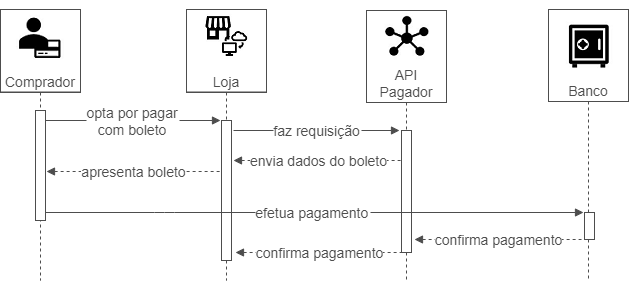 Comprador
Loja
API
Pagador
Banco
opta por pagar
com boleto
faz requisição
envia dados do boleto
apresenta boleto
efetua pagamento
confirma pagamento
confirma pagamento